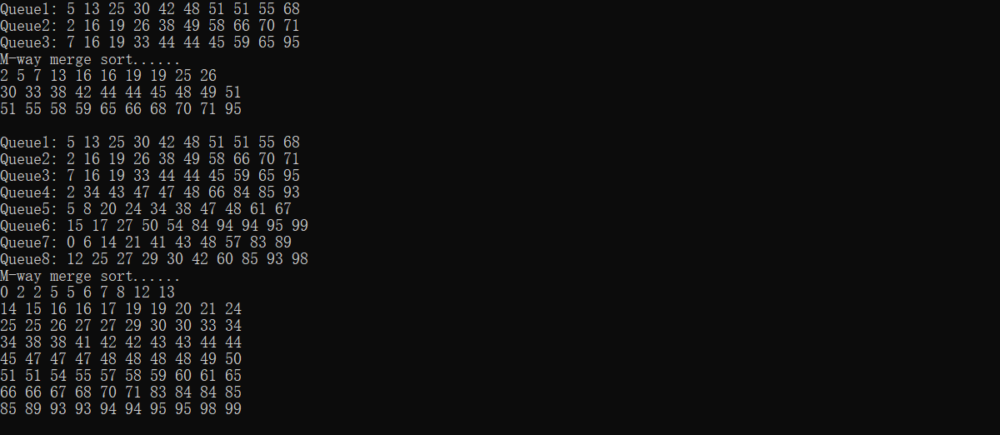 Queue1: 5 13 25 30 42 48 51 51 55 68
Queue2: 2 16 19 26 38 49 58 66 70 71
Queue3: 7 16 19 33 44 44 45 59 65 95
M-way merge sort......
2 5 7 13 16 16 19 19 25 26
30 33 38 42 44 44 45 48 49 51
51 55 58 59 65 66 68 70 71 95
Queue1: 5 13 25 30 42 48 51 51 55 68
Queue2: 2 16 19 26 38 49 58 66 70 71
Queue3: 7 16 19 33 44 44 45 59 65 95
Queue4: 2 34 43 47 47 48 66 84 85 93
Queue5: 5 8 20 24 34 38 47 48 61 67
Queue6: 15 17 27 50 54 84 94 94 95 99
Queue7: 0 6 14 21 41 43 48 57 83 89
Queue8: 12 25 27 29 30 42 60 85 93 98
M-way merge sort......
0 2 2 5 5 6 7 8 12 13
14 15 16 16 17 19 19 20 21 24
25 25 26 27 27 29 30 30 33 34
34 38 38 41 42 42 43 43 44 44
45 47 47 47 48 48 48 48 49 50
51 51 54 55 57 58 59 60 61 65
66 66 67 68 70 71 83 84 84 85
85 89 93 93 94 94 95 95 98 99